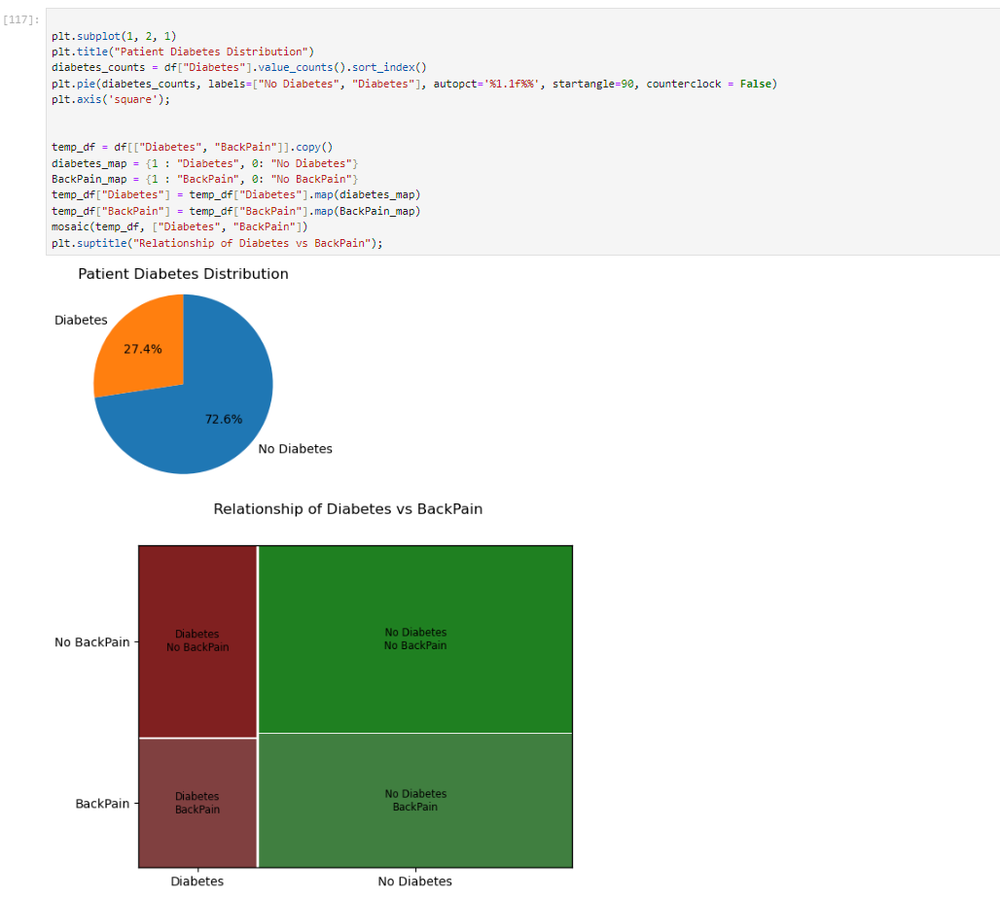 [117]:
plt.subplot(1, 2, 1)
plt.title("Patient Diabetes Distribution")
diabetes_counts = df["Diabetes"].value_counts().sort_index()
plt.pie(diabetes_counts, labels=["No Diabetes", "Diabetes"], autopct='%1.1f%%', startangle=90, counterclock = False)
plt.axis('square');
temp_df = df[["Diabetes", "BackPain"]].copy()
diabetes_map = {1 : "Diabetes", 0: "No Diabetes"}
BackPain_map = {1 : "BackPain", 0: "No BackPain"}
temp_df["Diabetes"] = temp_df["Diabetes"].map(diabetes_map)
temp_df["BackPain"] = temp_df["BackPain"].map(BackPain_map)
mosaic(temp_df, ["Diabetes", "BackPain"])
plt.suptitle("Relationship of Diabetes vs BackPain");
Patient Diabetes Distribution
Diabetes
27.4%
72.6%
No Diabetes
Relationship of Diabetes vs BackPain
No BackPain
Diabetes
No BackPain
No Diabetes
No BackPain
BackPain
Diabetes
BackPain
No Diabetes
BackPain
Diabetes
No Diabetes